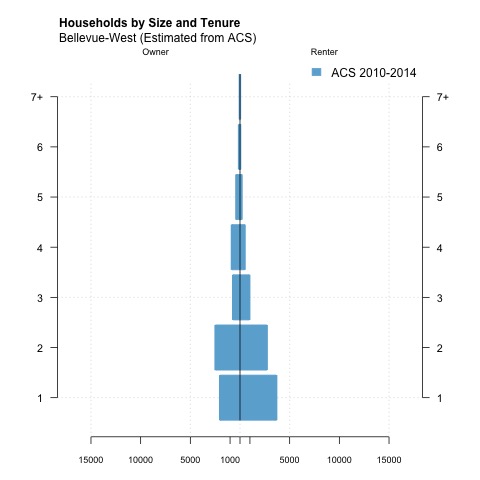 Households by Size and Tenure
Bellevue-West (Estimated from ACS)
Owner Renter
ACS 2010-2014
7+ 7+
6 6
5 5
4 4
3 3
2 2
1 1
15000 10000 5000 1000 5000 10000 15000